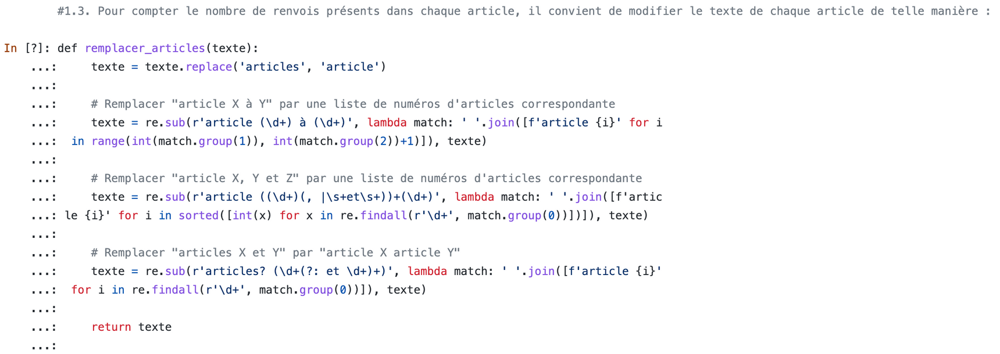 #1.3. Pour compter le nombre de renvois présents dans chaque article, il convient de modifier le texte de chaque article de telle manière :
In [?]: def remplacer_articles(texte):
...:     texte = texte.replace('articles', 'article')
...:
...:     # Remplacer "article X à Y" par une liste de numéros d'articles correspondante
...:     texte = re.sub(r'article (\d+) à (\d+)', lambda match: ' '.join([f'article {i}' for i
...:  in range(int(match.group(1)), int(match.group(2))+1)]), texte)
...:
...:     # Remplacer "article X, Y et Z" par une liste de numéros d'articles correspondante
...:     texte = re.sub(r'article ((\d+)(, |\s+et\s+))+(\d+)', lambda match: ' '.join([f'artic
...: le {i}' for i in sorted([int(x) for x in re.findall(r'\d+', match.group(0))])]), texte)
...:
...:     # Remplacer "articles X et Y" par "article X article Y"
...:     texte = re.sub(r'articles? (\d+(?: et \d+)+)', lambda match: ' '.join([f'article {i}'
...:  for i in re.findall(r'\d+', match.group(0))]), texte)
...:
...:     return texte
...: